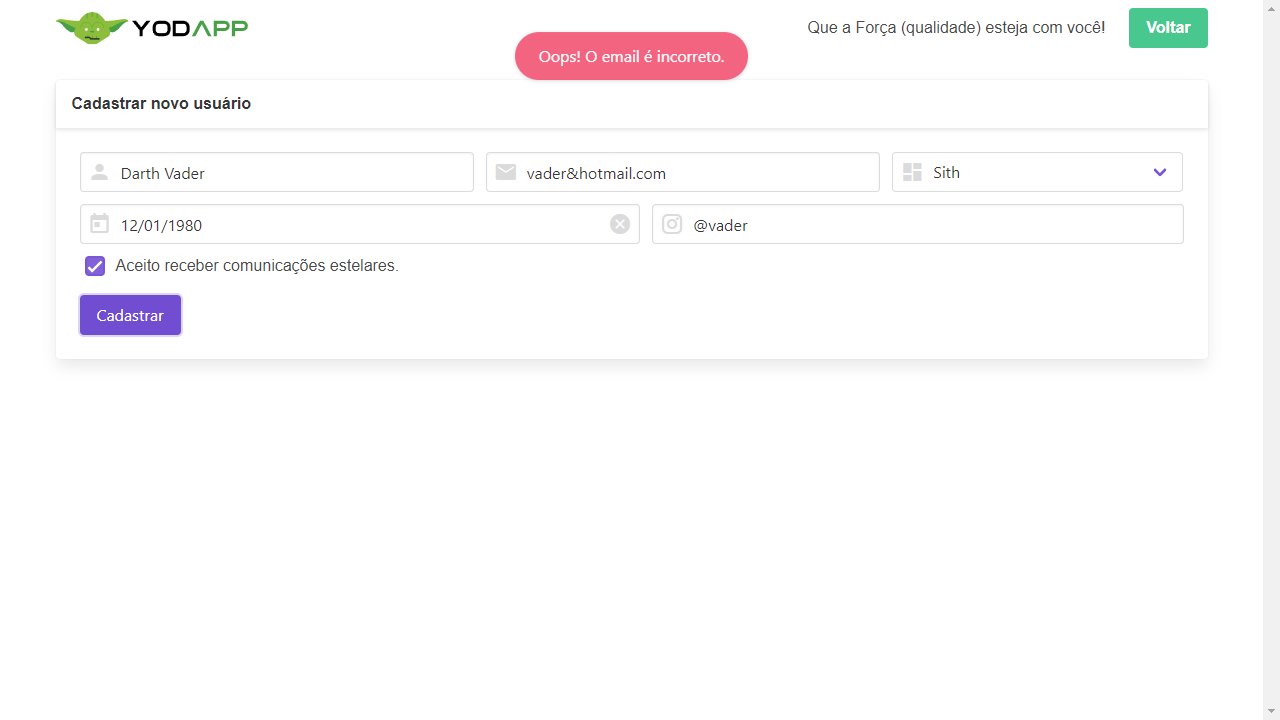 YODAPP
Que a Força (qualidade) esteja com você!
Voltar
Oops! O email é incorreto.
Cadastrar novo usuário
Darth Vader
vader&hotmail.com
Sith
12/01/1980
@vader
Aceito receber comunicações estelares.
Cadastrar